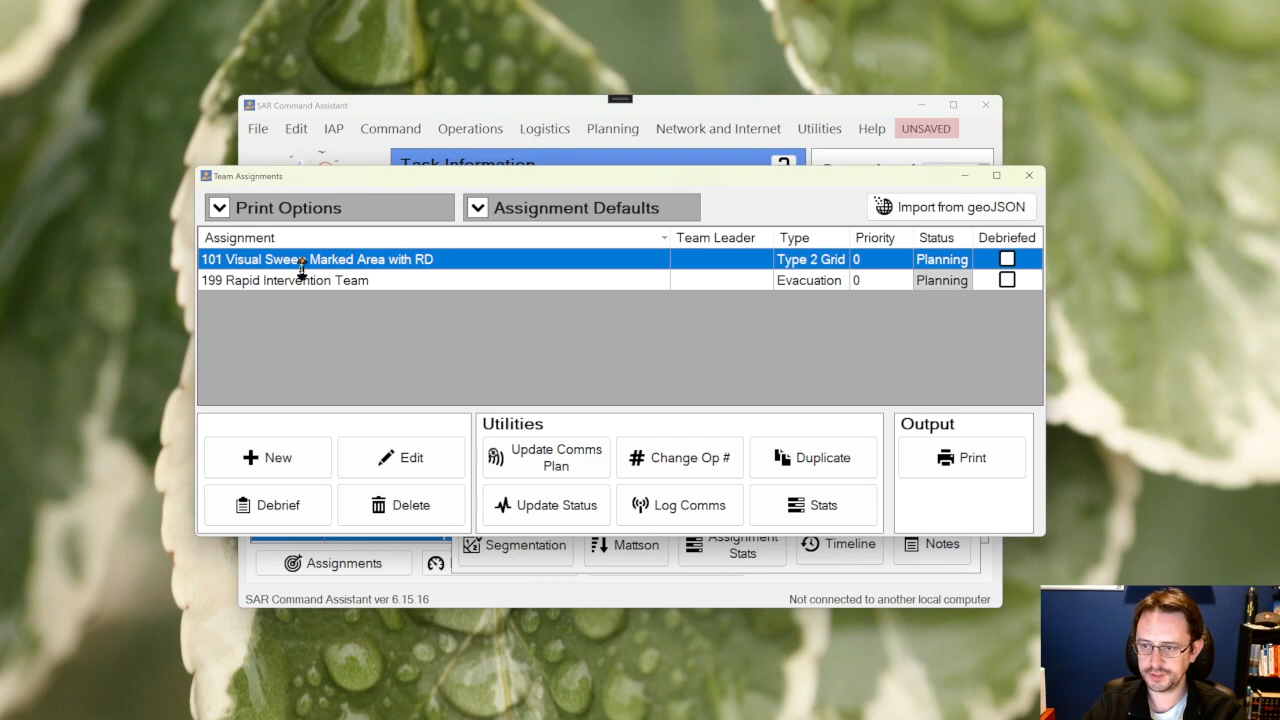 SAR Command Assistant
File Edit IAP Command Operations Logistics Planning Network and Internet Utilities Help UNSAVED
Task Information
Team Assignments
Print Options Assignment Defaults Import from geoJSON
Assignment Team Leader Type Priority Status Debriefed
101 Visual Sweep Marked Area with RD Type 2 Grid 0 Planning
199 Rapid Intervention Team Evacuation 0 Planning
Utilities Output
New Edit Update Comms Plan Change Op # Duplicate Print
Debrief Delete Update Status Log Comms Stats
Assignments Segmentation Mattson Assignment Stats Timeline Notes
SAR Command Assistant ver 6.15.16 Not connected to another local computer